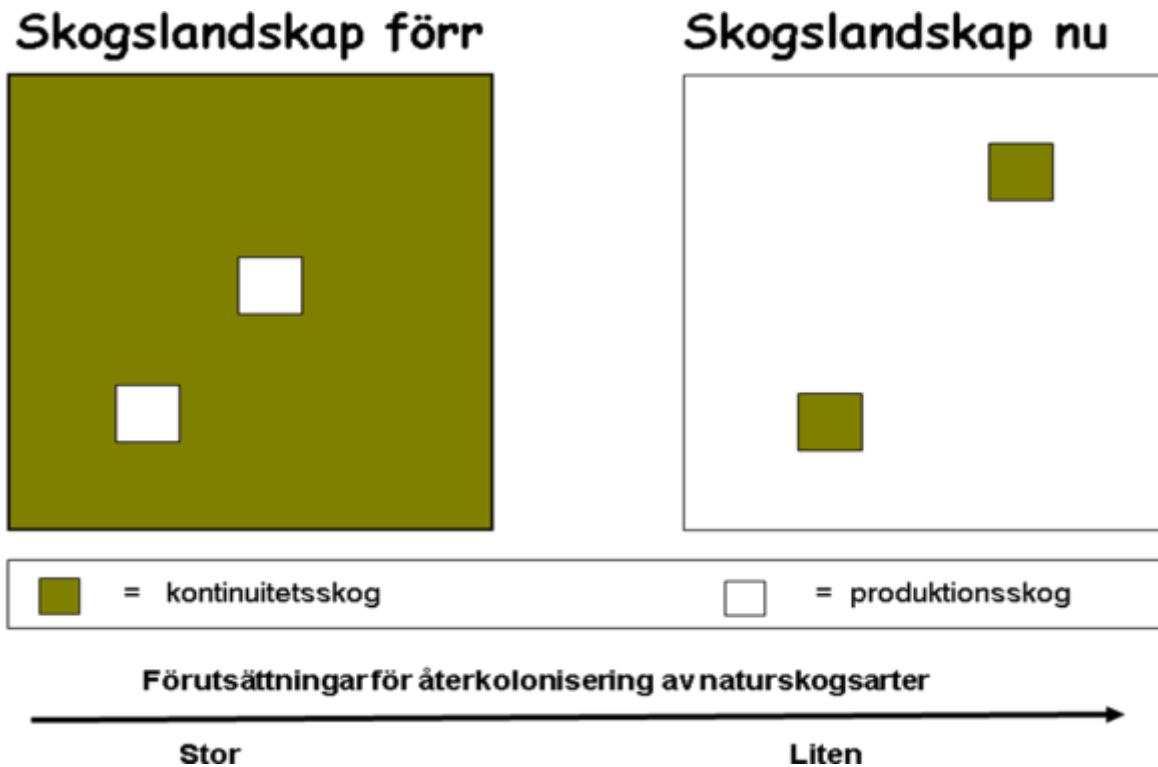 Skogslandskap förr
Skogslandskap nu
= kontinuitetsskog
= produktionsskog
Förutsättningar för återkolonisering av naturskogsarter
Stor
Liten